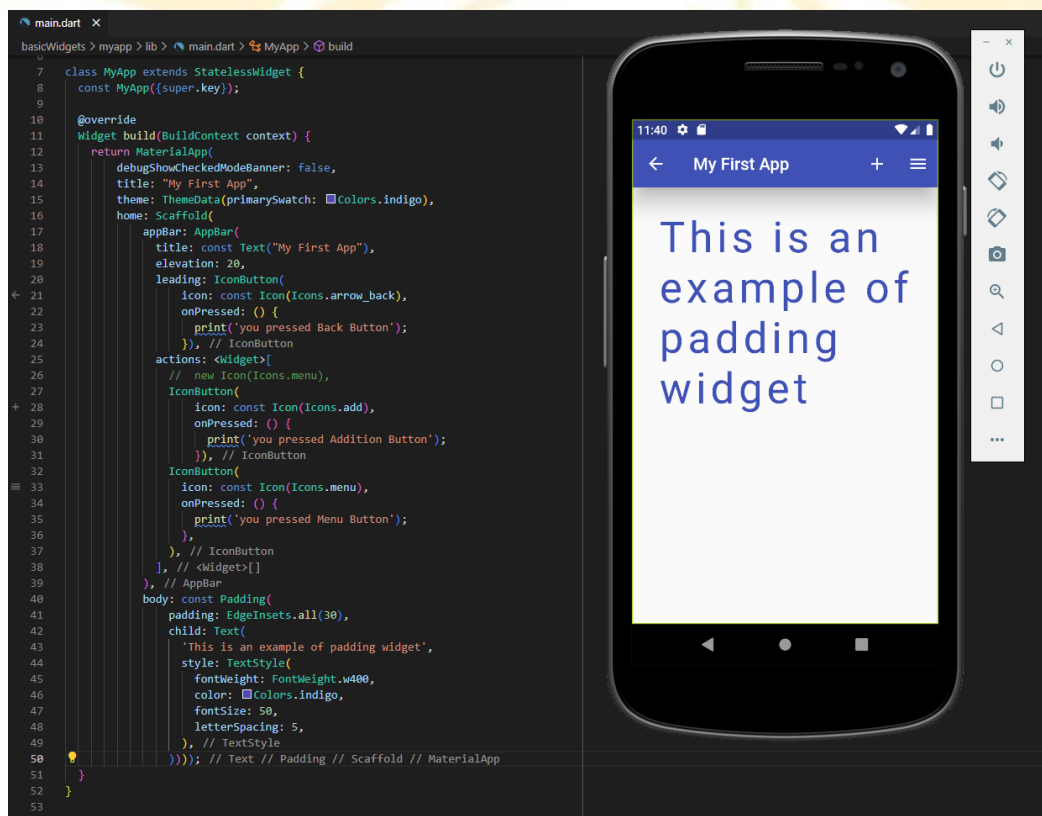 main.dart ×
basicWidgets > myapp > lib > main.dart > MyApp > build
6
7 class MyApp extends StatelessWidget {
8 const MyApp({super.key});
9
10 @override
11 Widget build(BuildContext context) {
12 return MaterialApp(
13 debugShowCheckedModeBanner: false,
14 title: "My First App",
15 theme: ThemeData(primarySwatch: Colors.indigo),
16 home: Scaffold(
17 appBar: AppBar(
18 title: const Text("My First App"),
19 elevation: 20,
20 leading: IconButton(
21 icon: const Icon(Icons.arrow_back),
22 onPressed: () {
23 print('you pressed Back Button');
24 }), // IconButton
25 actions: <Widget>[
26 //  new Icon(Icons.menu),
27 IconButton(
28 icon: const Icon(Icons.add),
29 onPressed: () {
30 print('you pressed Addition Button');
31 }), // IconButton
32 IconButton(
33 icon: const Icon(Icons.menu),
34 onPressed: () {
35 print('you pressed Menu Button');
36 },
37 ), // IconButton
38 ], // <Widget>[]
39 ), // AppBar
40 body: const Padding(
41 padding: EdgeInsets.all(30),
42 child: Text(
43 'This is an example of padding widget',
44 style: TextStyle(
45 fontWeight: FontWeight.w400,
46 color: Colors.indigo,
47 fontSize: 50,
48 letterSpacing: 5,
49 ), // TextStyle
50 )))); // Text // Padding // Scaffold // MaterialApp
51 }
52 }
53
11:40
My First App
This is an
example of
padding
widget